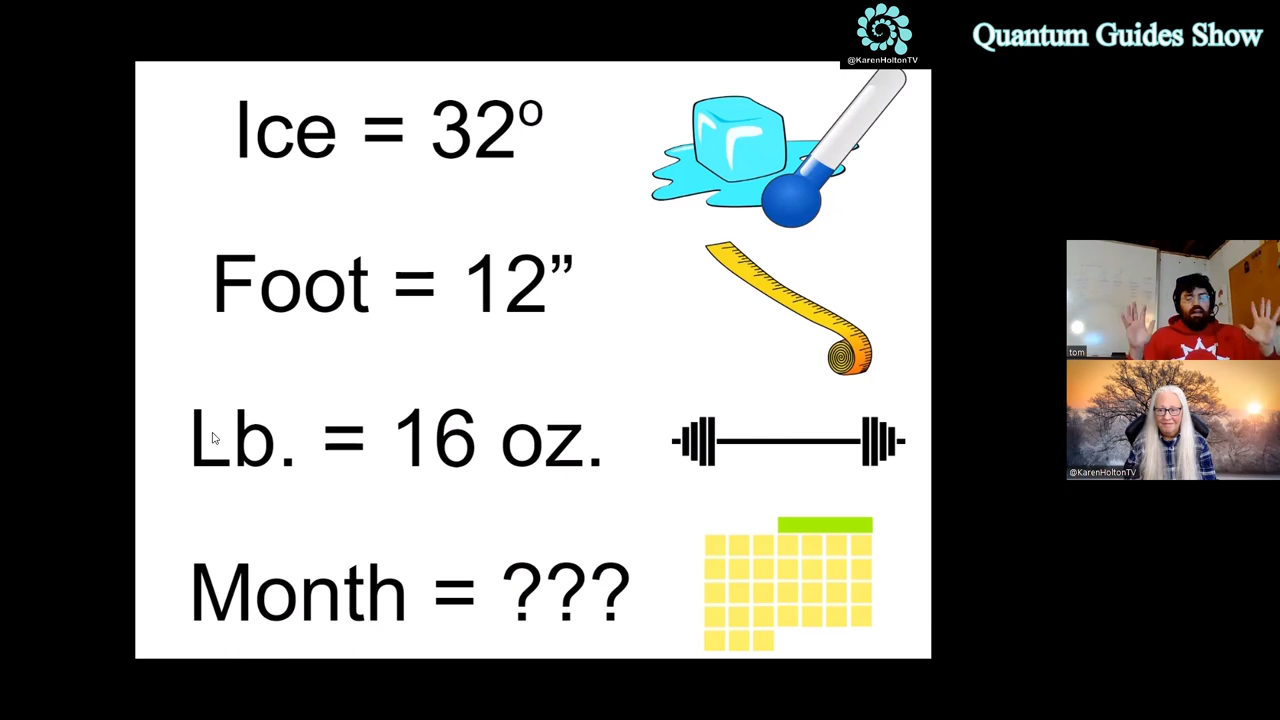 @KarenHoltonTV
Quantum Guides Show
Ice = 32º
Foot = 12”
Lb. = 16 oz.
Month = ???
tom
@KarenHoltonTV